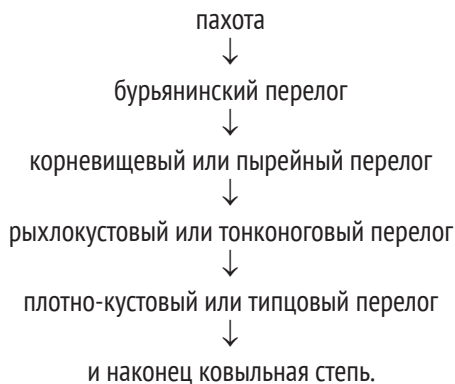 пахота
↓
бурьянинский перелог
↓
корневищевый или пырейный перелог
↓
рыхлокустовый или тонконоговый перелог
↓
плотно-кустовый или типцовый перелог
↓
и наконец ковыльная степь.